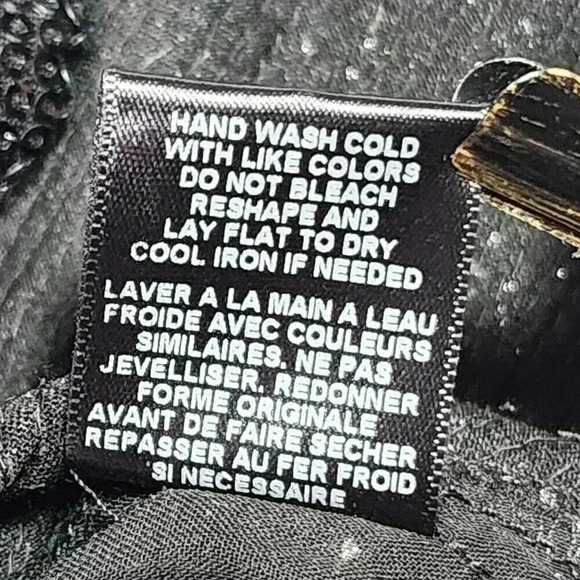 HAND WASH COLD
WITH LIKE COLORS
DO NOT BLEACH
RESHAPE AND
LAY FLAT TO DRY
COOL IRON IF NEEDED
LAVER A LA MAIN A LEAU
FROIDE AVEC COULEURS
SIMILAIRES. NE PAS
JEVELLISER. REDONNER
FORME ORIGINALE
AVANT DE FAIRE SECHER
REPASSER AU FER FROID
SI NECESSAIRE